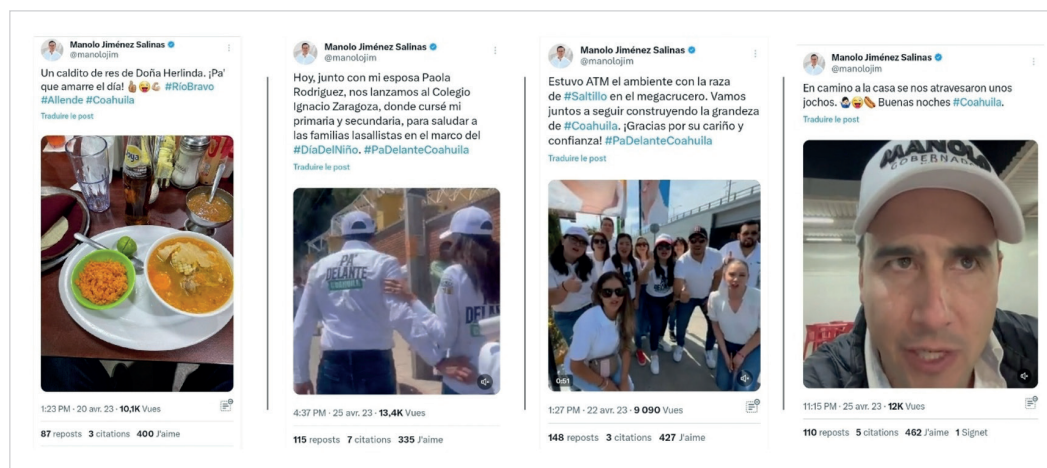 Manolo Jiménez Salinas
@manolojim
Un caldito de res de Doña Herlinda. ¡Pa'
que amarre el día! #RíoBravo
#Allende #Coahuila
Traduire le post
1:23 PM · 20 avr. 23 · 10,1K Vues
87 reposts 3 citations 400 J'aime
Manolo Jiménez Salinas
@manolojim
Hoy, junto con mi esposa Paola
Rodríguez, nos lanzamos al Colegio
Ignacio Zaragoza, donde cursé mi
primaria y secundaria, para saludar a
las familias lasallistas en el marco del
#DíaDelNiño. #PaDelanteCoahuila
Traduire le post
PA'
DELANTE
COAHUILA
4:37 PM · 25 avr. 23 · 13,4K Vues
115 reposts 7 citations 335 J'aime
Manolo Jiménez Salinas
@manolojim
Estuvo ATM el ambiente con la raza
de #Saltillo en el megacrucero. Vamos
juntos a seguir construyendo la grandeza
de #Coahuila. ¡Gracias por su cariño y
confianza! #PaDelanteCoahuila
Traduire le post
0:51
1:27 PM · 22 avr. 23 · 9 090 Vues
148 reposts 3 citations 427 J'aime
Manolo Jiménez Salinas
@manolojim
En camino a la casa se nos atravesaron unos
jochos. Buenas noches #Coahuila.
Traduire le post
MANOLO
GOBERNAD
11:15 PM · 25 avr. 23 · 12K Vues
110 reposts 5 citations 462 J'aime 1 Signet